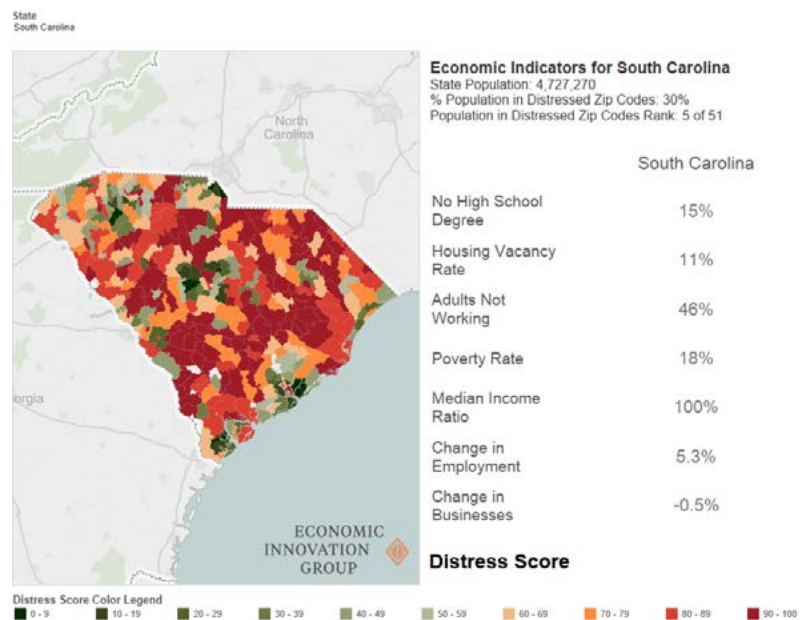 State
South Carolina
Economic Indicators for South Carolina
State Population: 4,727,270
% Population in Distressed Zip Codes: 30%
Population in Distressed Zip Codes Rank: 5 of 51
South Carolina
No High School
Degree
15%
Housing Vacancy
Rate
11%
Adults Not
Working
46%
Poverty Rate
18%
Median Income
Ratio
100%
Change in
Employment
5.3%
Change in
Businesses
-0.5%
Distress Score
North
Carolina
orgia
ECONOMIC
INNOVATION
GROUP
Distress Score Color Legend
0 - 9
10 - 19
20 - 29
30 - 39
40 - 49
50 - 59
60 - 69
70 - 79
80 - 89
90 - 100